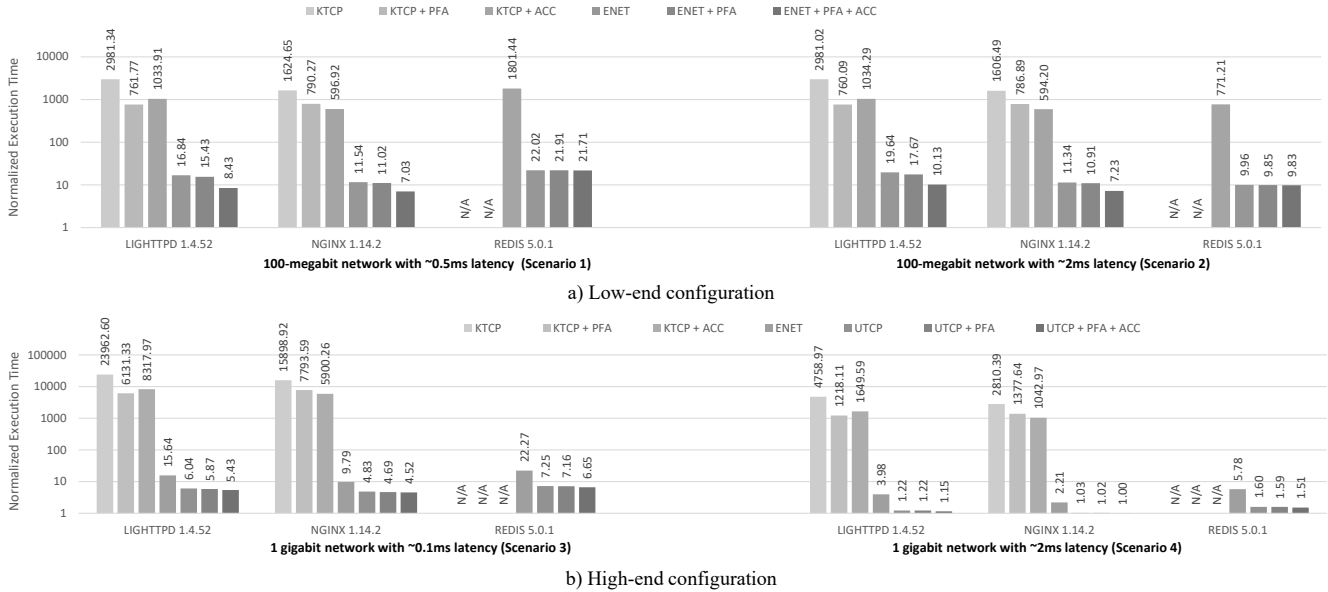 KTCP KTCP + PFA KTCP + ACC ENET ENET + PFA ENET + PFA + ACC
Normalized Execution Time
10000
1000
100
10
1
2981.34 761.77 1033.91 16.84 15.43 8.43
1624.65 790.27 596.92 11.54 11.02 7.03
N/A N/A 1801.44 22.02 21.91 21.71
2981.02 760.09 1034.29 19.64 17.67 10.13
1606.49 786.89 594.20 11.34 10.91 7.23
N/A N/A 771.21 9.96 9.85 9.83
LIGHTTPD 1.4.52 NGINX 1.14.2 REDIS 5.0.1 LIGHTTPD 1.4.52 NGINX 1.14.2 REDIS 5.0.1
100-megabit network with ~0.5ms latency (Scenario 1) 100-megabit network with ~2ms latency (Scenario 2)
a) Low-end configuration
KTCP KTCP + PFA KTCP + ACC ENET UTCP UTCP + PFA UTCP + PFA + ACC
Normalized Execution Time
100000
10000
1000
100
10
1
23962.60 6131.33 8317.97 15.64 6.04 5.87 5.43
15898.92 7793.59 5900.26 9.79 4.83 4.69 4.52
N/A N/A N/A 22.27 7.25 7.16 6.65
4758.97 1218.11 1649.59 3.98 1.22 1.22 1.15
2810.39 1377.64 1042.97 2.21 1.03 1.02 1.00
N/A N/A N/A 5.78 1.60 1.59 1.51
LIGHTTPD 1.4.52 NGINX 1.14.2 REDIS 5.0.1 LIGHTTPD 1.4.52 NGINX 1.14.2 REDIS 5.0.1
1 gigabit network with ~0.1ms latency (Scenario 3) 1 gigabit network with ~2ms latency (Scenario 4)
b) High-end configuration